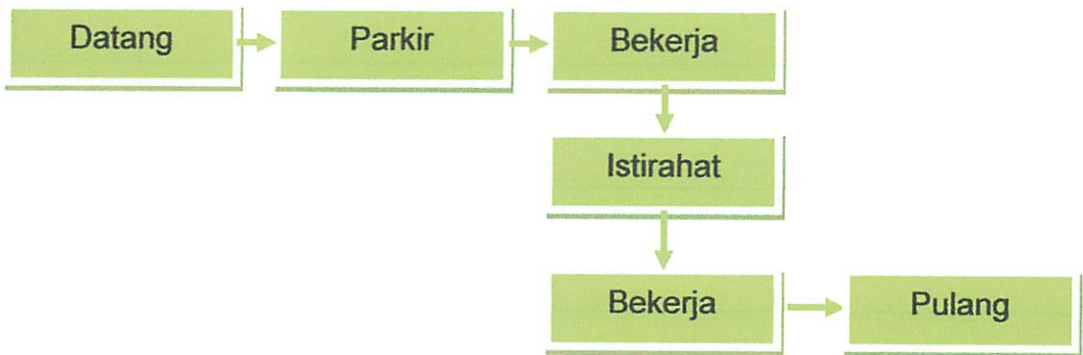 Datang
Parkir
Bekerja
Istirahat
Bekerja
Pulang